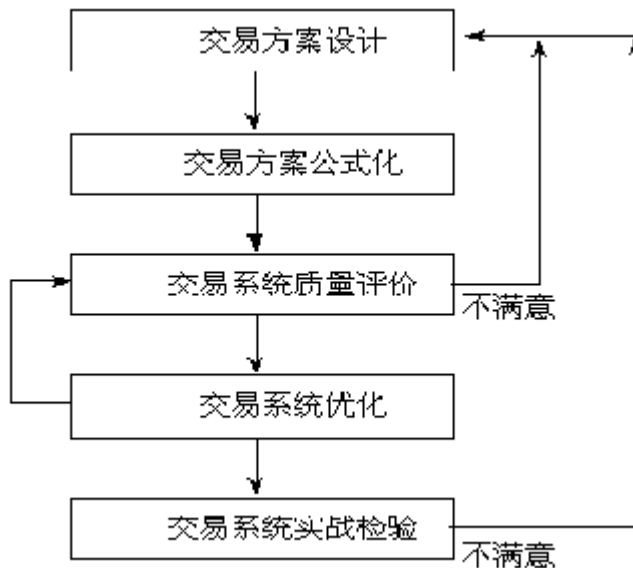 交易方案设计
交易方案公式化
交易系统质量评价
不满意
交易系统优化
交易系统实战检验
不满意